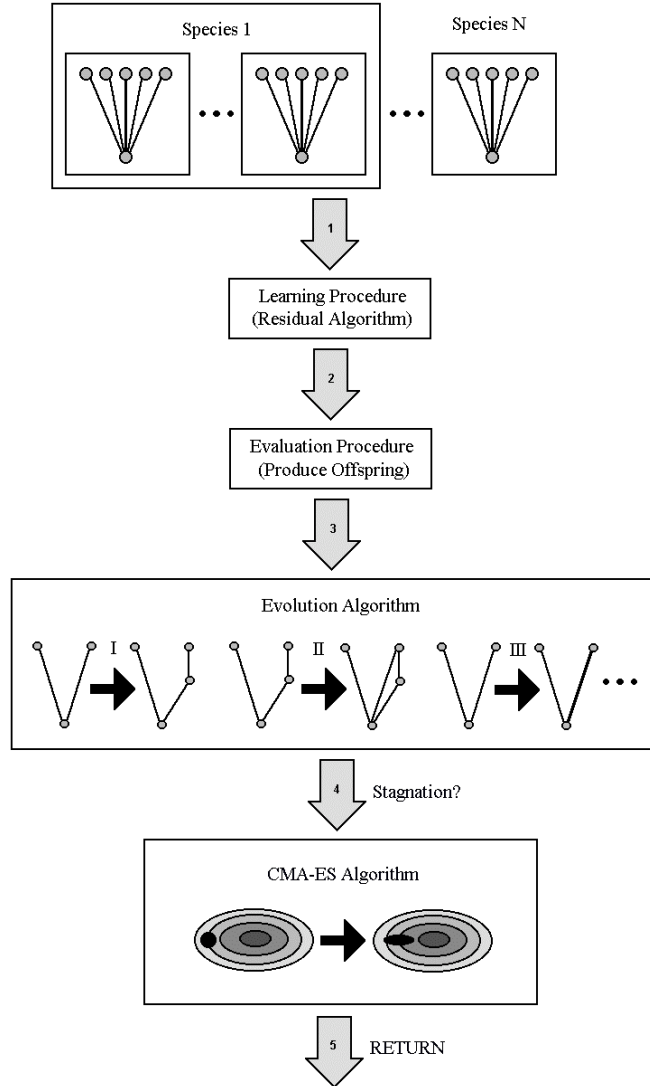 Species 1
Species N
1
Learning Procedure
(Residual Algorithm)
2
Evaluation Procedure
(Produce Offspring)
3
Evolution Algorithm
I
II
III
4
Stagnation?
CMA-ES Algorithm
5
RETURN